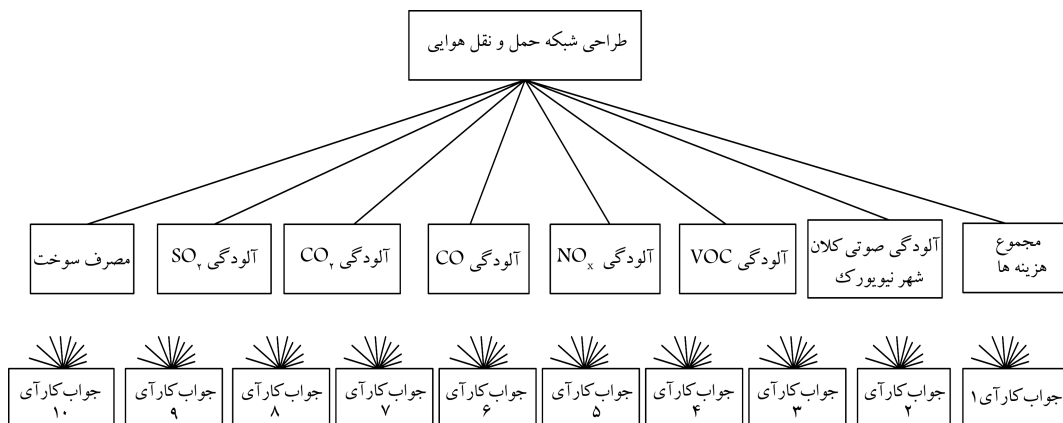 طراحی شبکه حمل و نقل هوایی
مجموع
هزینه ها
آلودگی صوتی کلان
شهر نیویورک
آلودگی VOC
آلودگی NOx
آلودگی CO
آلودگی CO۲
آلودگی SO۲
مصرف سوخت
جواب کارآی ۱
جواب کارآی
۲
جواب کارآی
۳
جواب کارآی
۴
جواب کارآی
۵
جواب کارآی
۶
جواب کارآی
۷
جواب کارآی
۸
جواب کارآی
۹
جواب کارآی
۱۰